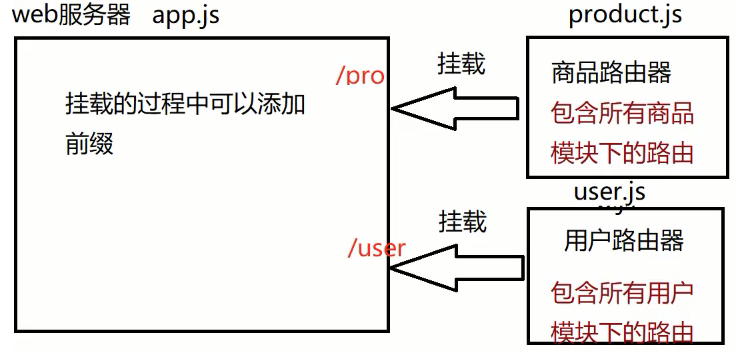 web服务器 app.js
product.js
/pro
挂载
挂载的过程中可以添加
前缀
商品路由器
包含所有商品
模块下的路由
user.js
/user
挂载
用户路由器
包含所有用户
模块下的路由